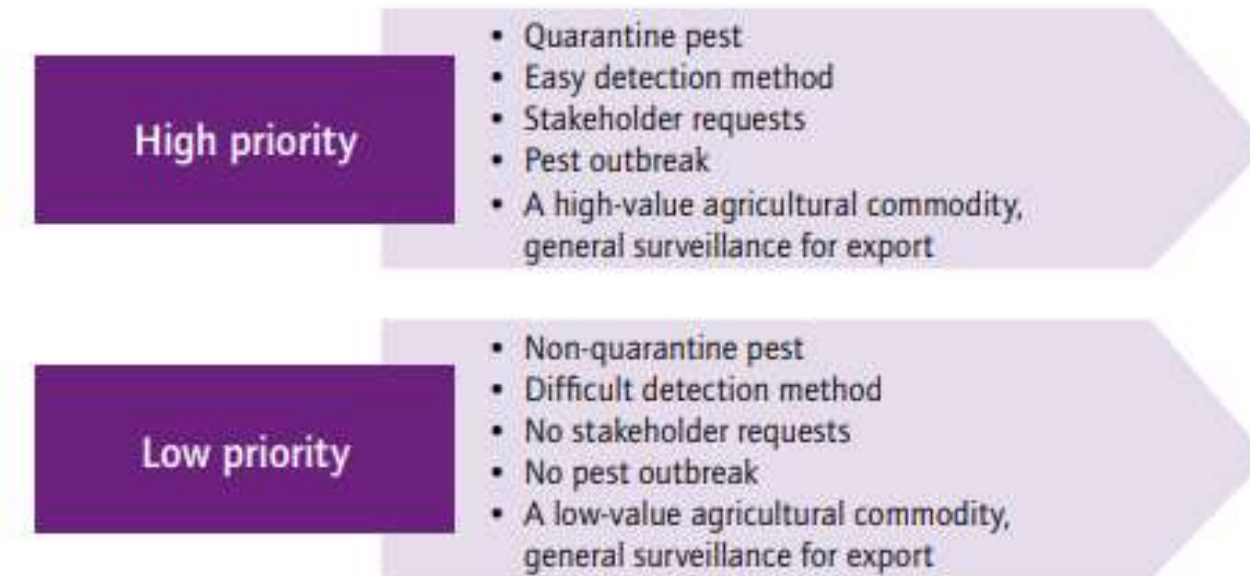 High priority
• Quarantine pest
• Easy detection method
• Stakeholder requests
• Pest outbreak
• A high-value agricultural commodity,
general surveillance for export
Low priority
• Non-quarantine pest
• Difficult detection method
• No stakeholder requests
• No pest outbreak
• A low-value agricultural commodity,
general surveillance for export